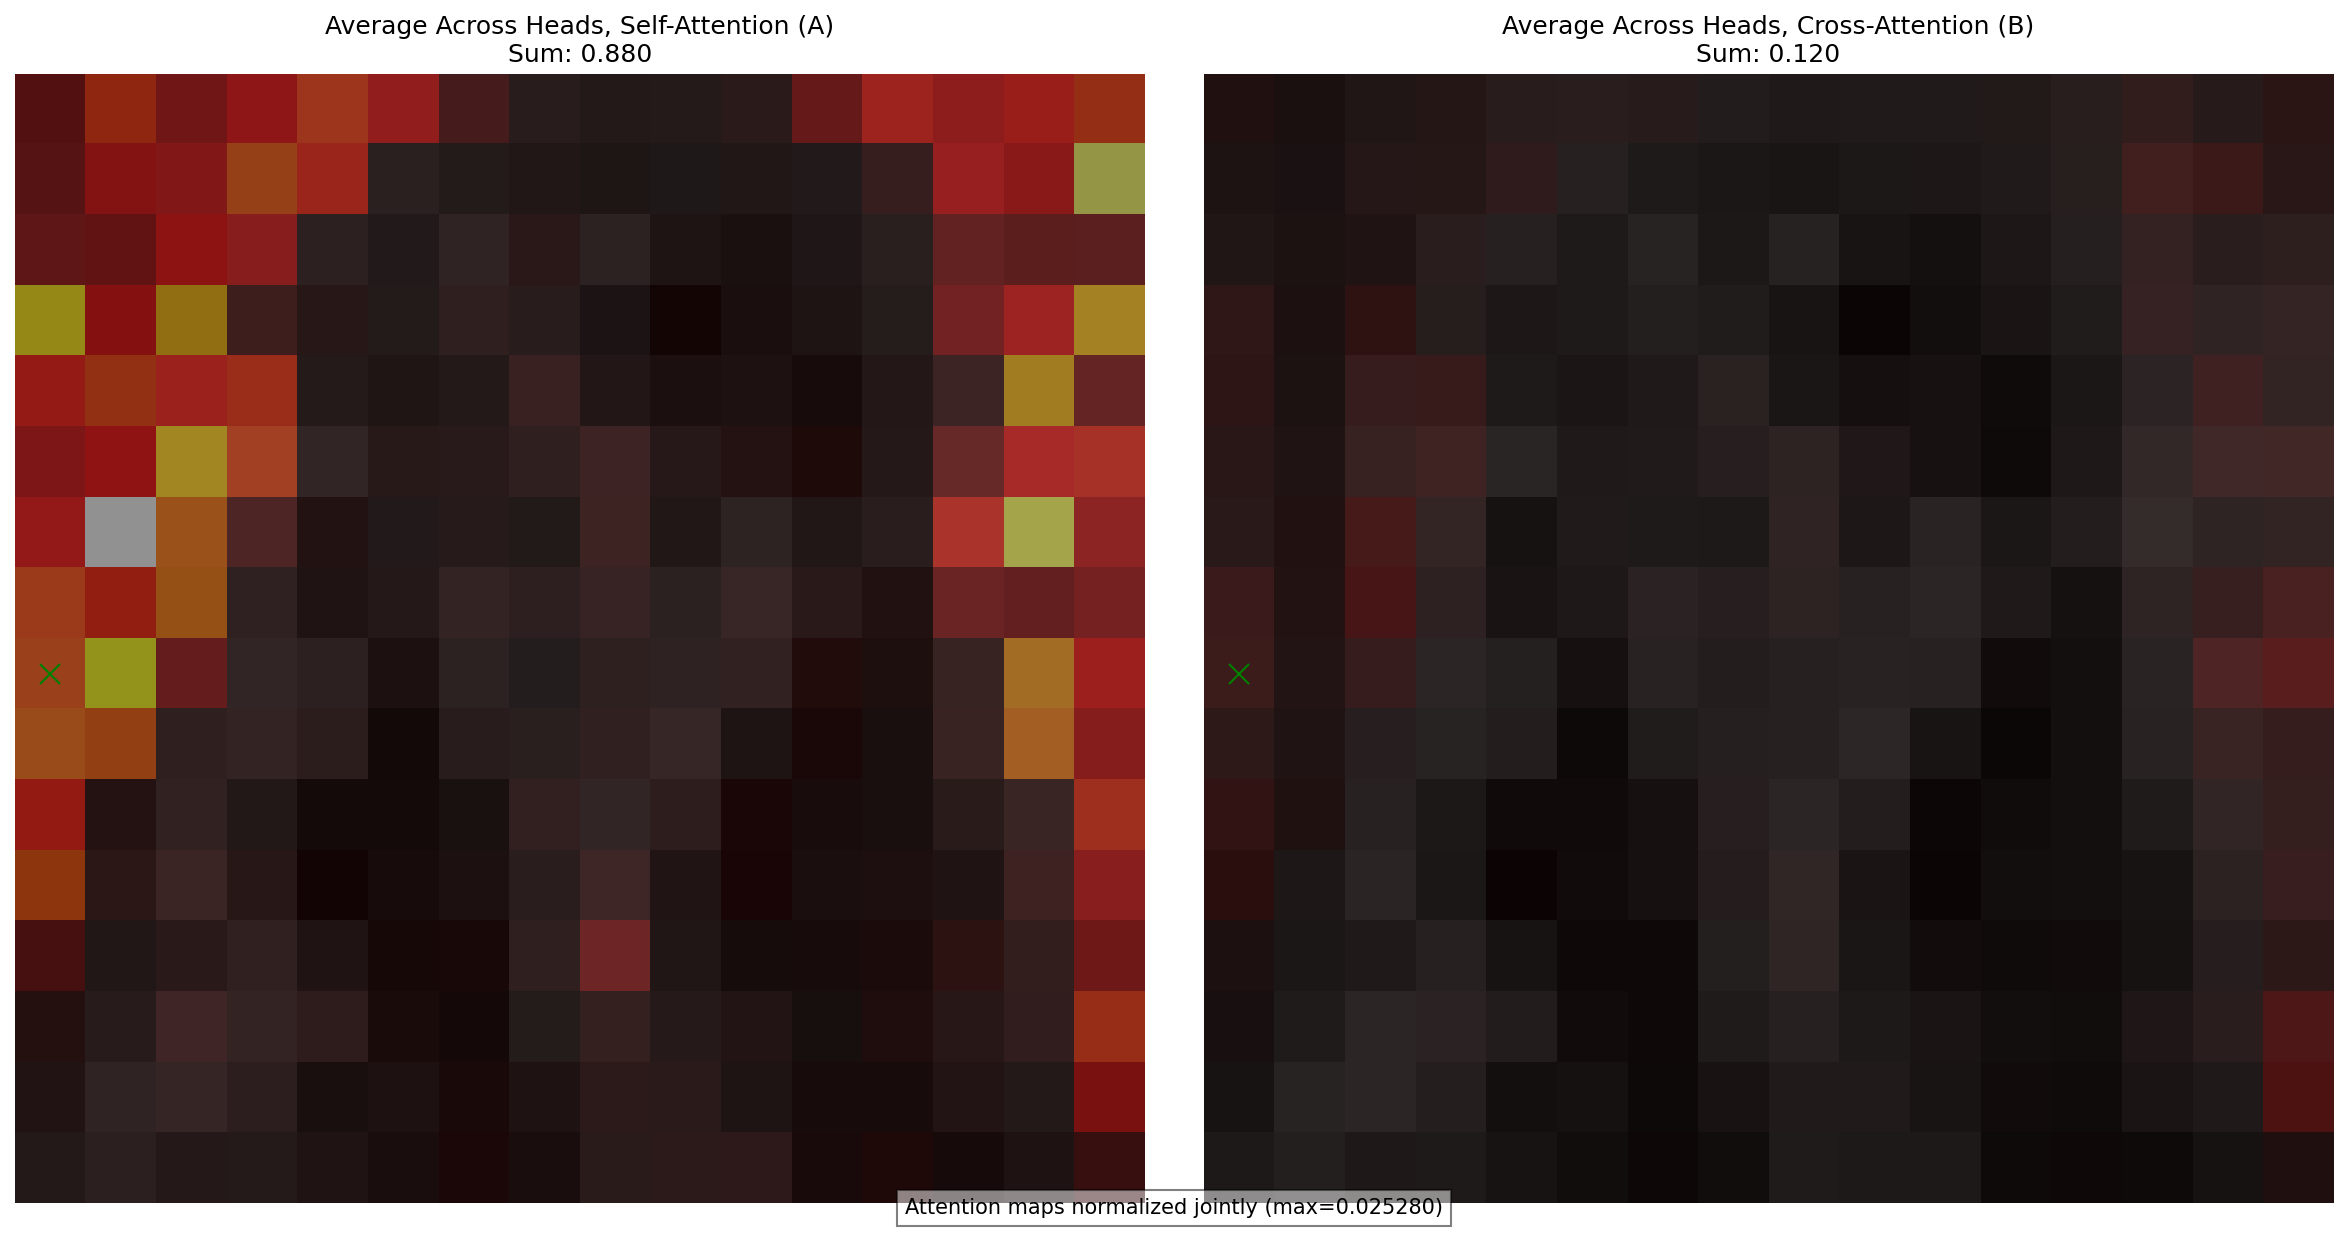 Average Across Heads, Self-Attention (A)
Sum: 0.880
Average Across Heads, Cross-Attention (B)
Sum: 0.120
Attention maps normalized jointly (max=0.025280)